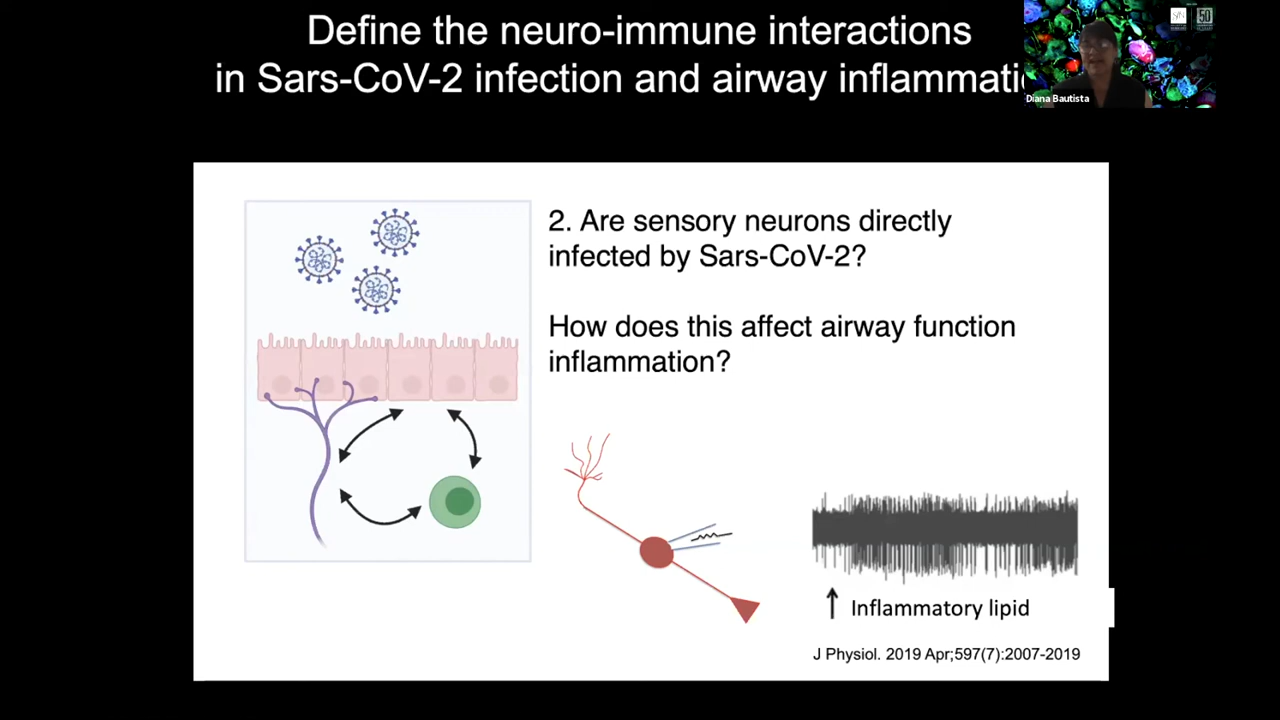 Define the neuro-immune interactions
in Sars-CoV-2 infection and airway inflammati
Diana Bautista
50
2. Are sensory neurons directly
infected by Sars-CoV-2?
How does this affect airway function
inflammation?
Inflammatory lipid
J Physiol. 2019 Apr;597(7):2007-2019